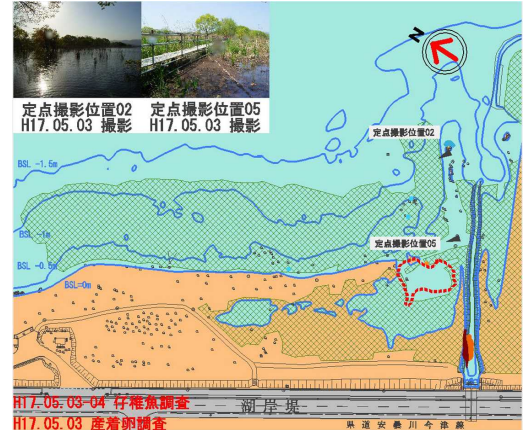 定点撮影位置02
H17.05.03 撮影
定点撮影位置05
H17.05.03 撮影
N
定点撮影位置02
BSL -1.5m
BSL -1m
定点撮影位置05
BSL -0.5m
BSL=0m
H17.05.03-04 仔稚魚調査
湖岸堤
H17.05.03 産着卵調査
県道安曇川今津線